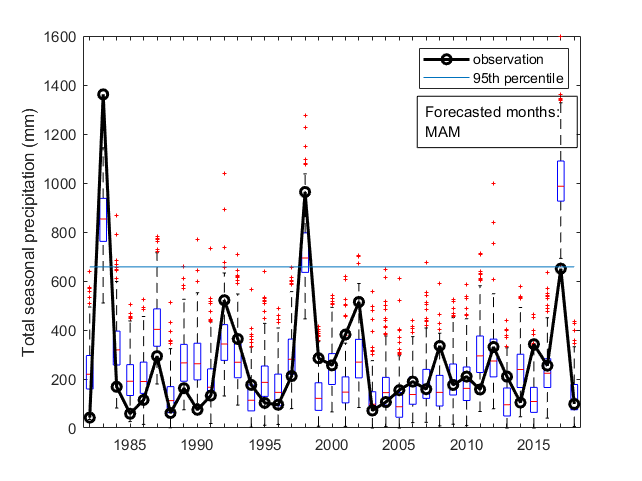 1600
1400
1200
1000
800
600
400
200
0
Total seasonal precipitation (mm)
observation
95th percentile
Forecasted months:
MAM
1985 1990 1995 2000 2005 2010 2015